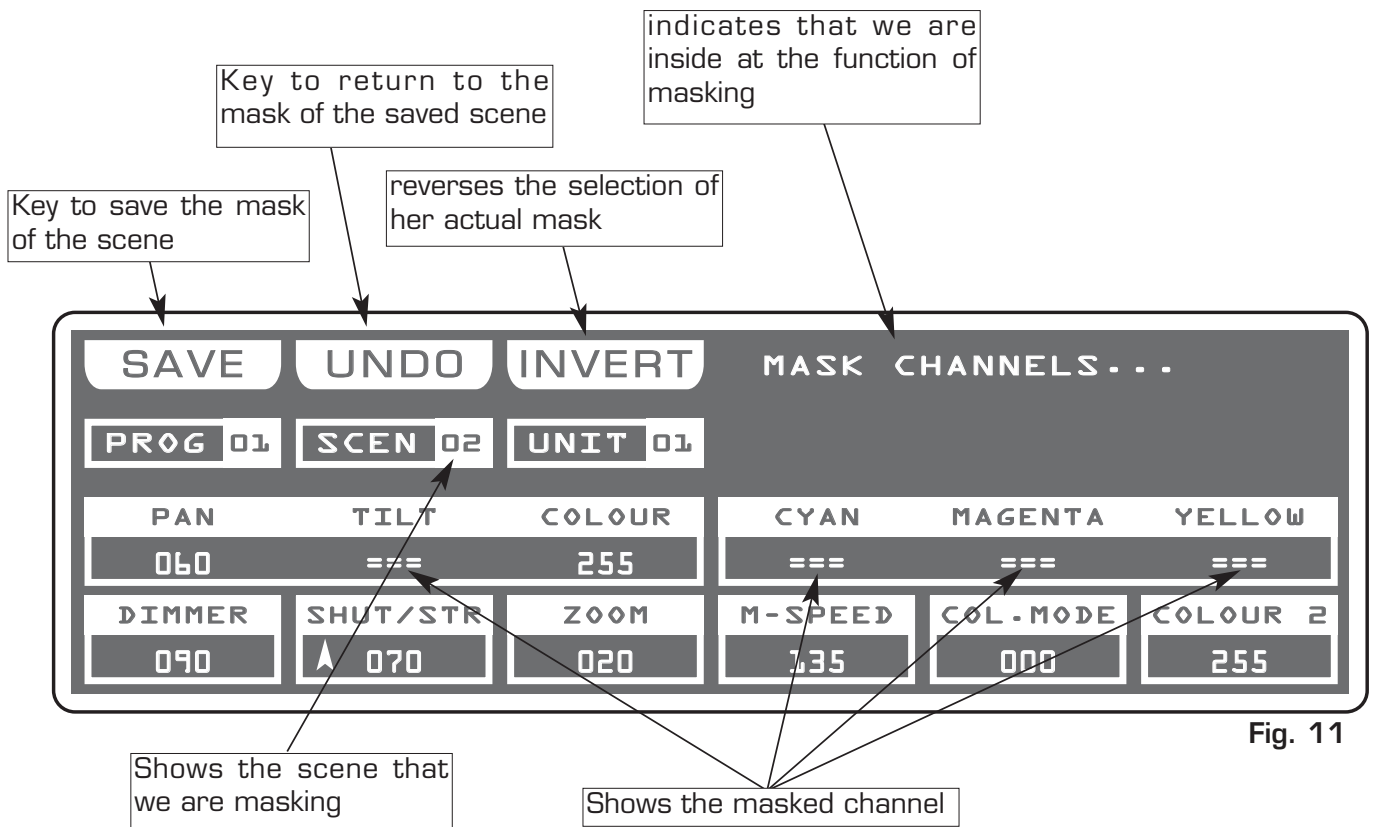 indicates that we are
inside at the function of
masking
Key to return to the
mask of the saved scene
reverses the selection of
her actual mask
Key to save the mask
of the scene
SAVE UNDO INVERT MASK CHANNELS...
PROG 01 SCEN 02 UNIT 01
PAN TILT COLOUR CYAN MAGENTA YELLOW
060 === 255 === === ===
DIMMER SHUT/STR ZOOM M-SPEED COL.MODE COLOUR 2
090 070 020 135 000 255
Fig. 11
Shows the scene that
we are masking
Shows the masked channel